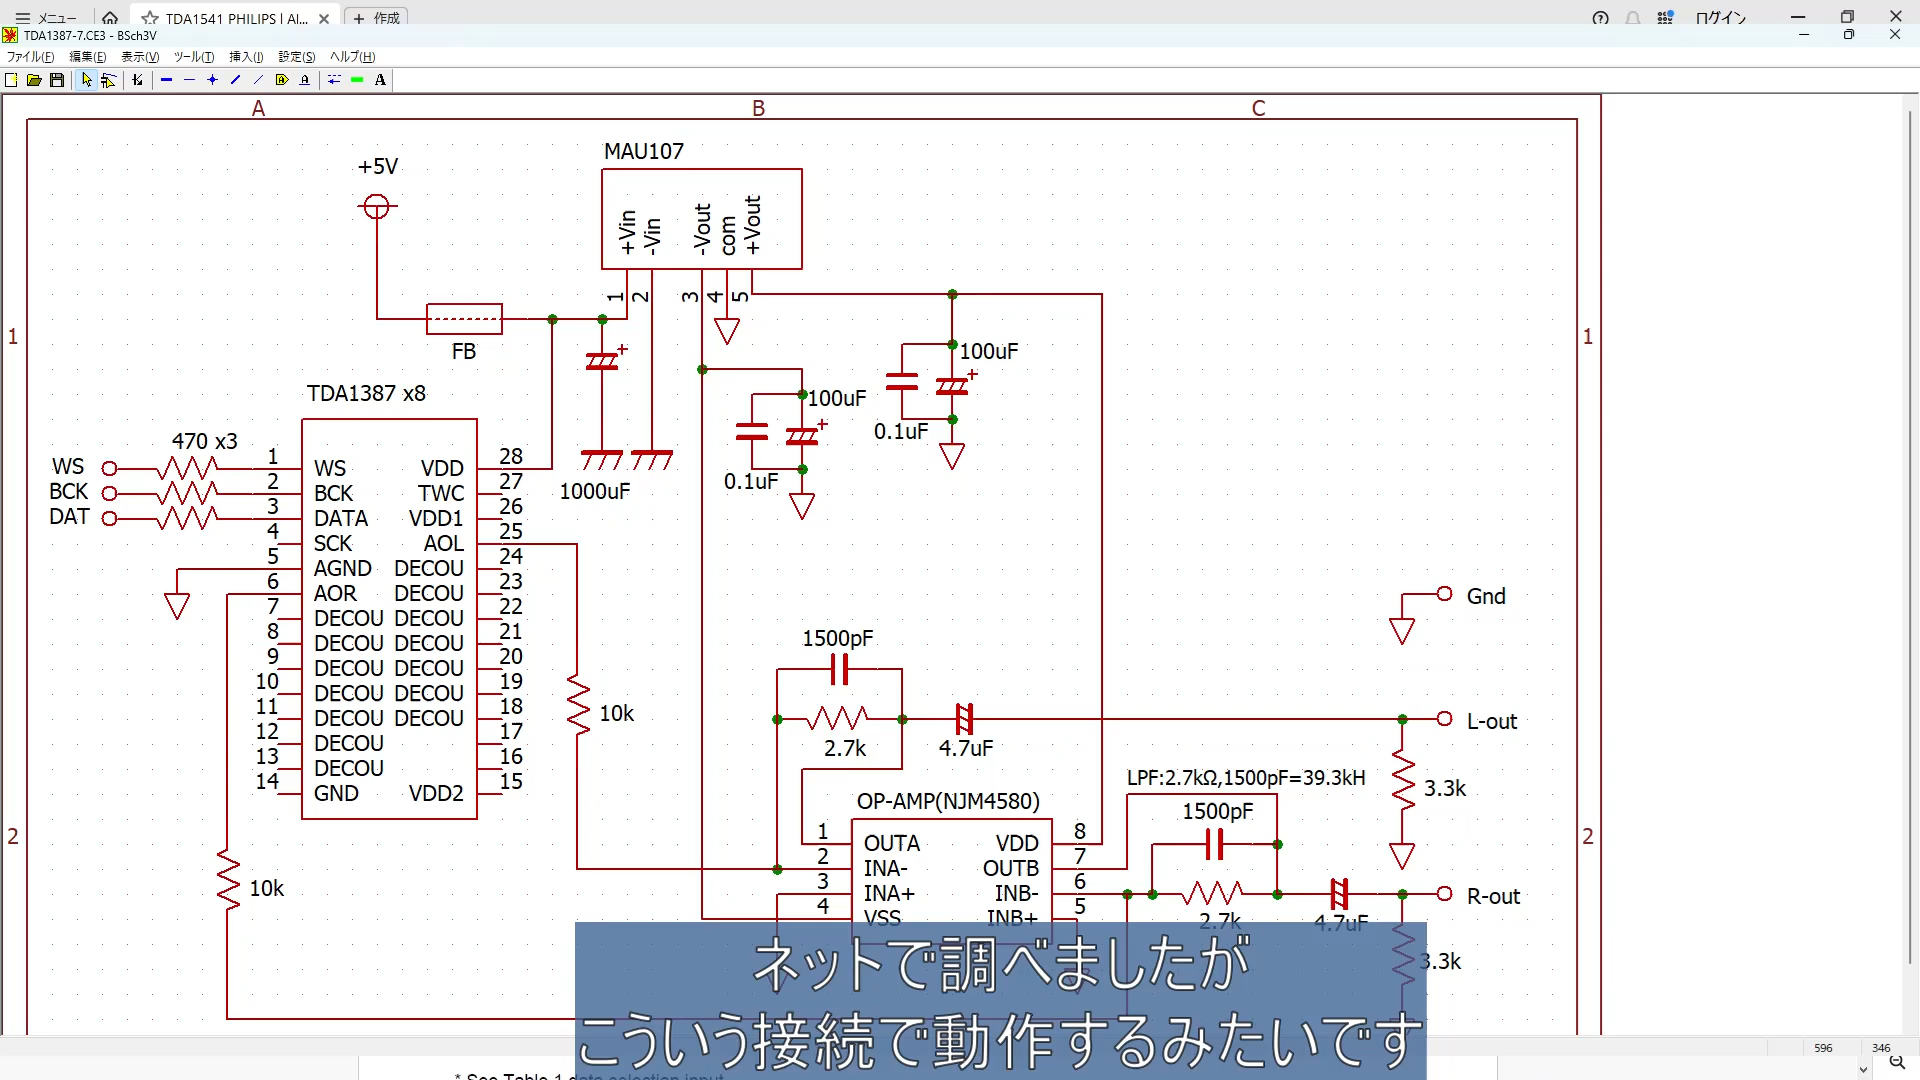 メニュー
TDA1541 PHILIPS | Al...
作成
ログイン
TDA1387-7.CE3 - BSch3V
ファイル(F) 編集(E) 表示(V) ツール(T) 挿入(I) 設定(S) ヘルプ(H)
A B C
MAU107
+5V
+Vin
-Vin
-Vout
com
+Vout
1 2 3 4 5
1 1
FB
100uF
TDA1387 x8
100uF
0.1uF
470 x3
0.1uF
1000uF
WS
BCK
DAT
1 WS VDD 28
2 BCK TWC 27
3 DATA VDD1 26
4 SCK AOL 25
5 AGND DECOU 24
6 AOR DECOU 23
7 DECOU DECOU 22
8 DECOU DECOU 21
9 DECOU DECOU 20
10 DECOU DECOU 19
11 DECOU DECOU 18
12 DECOU 17
13 DECOU 16
14 GND VDD2 15
Gnd
1500pF
10k
2.7k
4.7uF
L-out
LPF:2.7kΩ,1500pF=39.3kH
3.3k
OP-AMP(NJM4580)
1500pF
2 2
1 OUTA VDD 8
2 INA- OUTB 7
3 INA+ INB- 6
4 VSS INB+ 5
10k
R-out
2.7k
4.7uF
3.3k
ネットで調べましたが
こういう接続で動作するみたいです
596 346